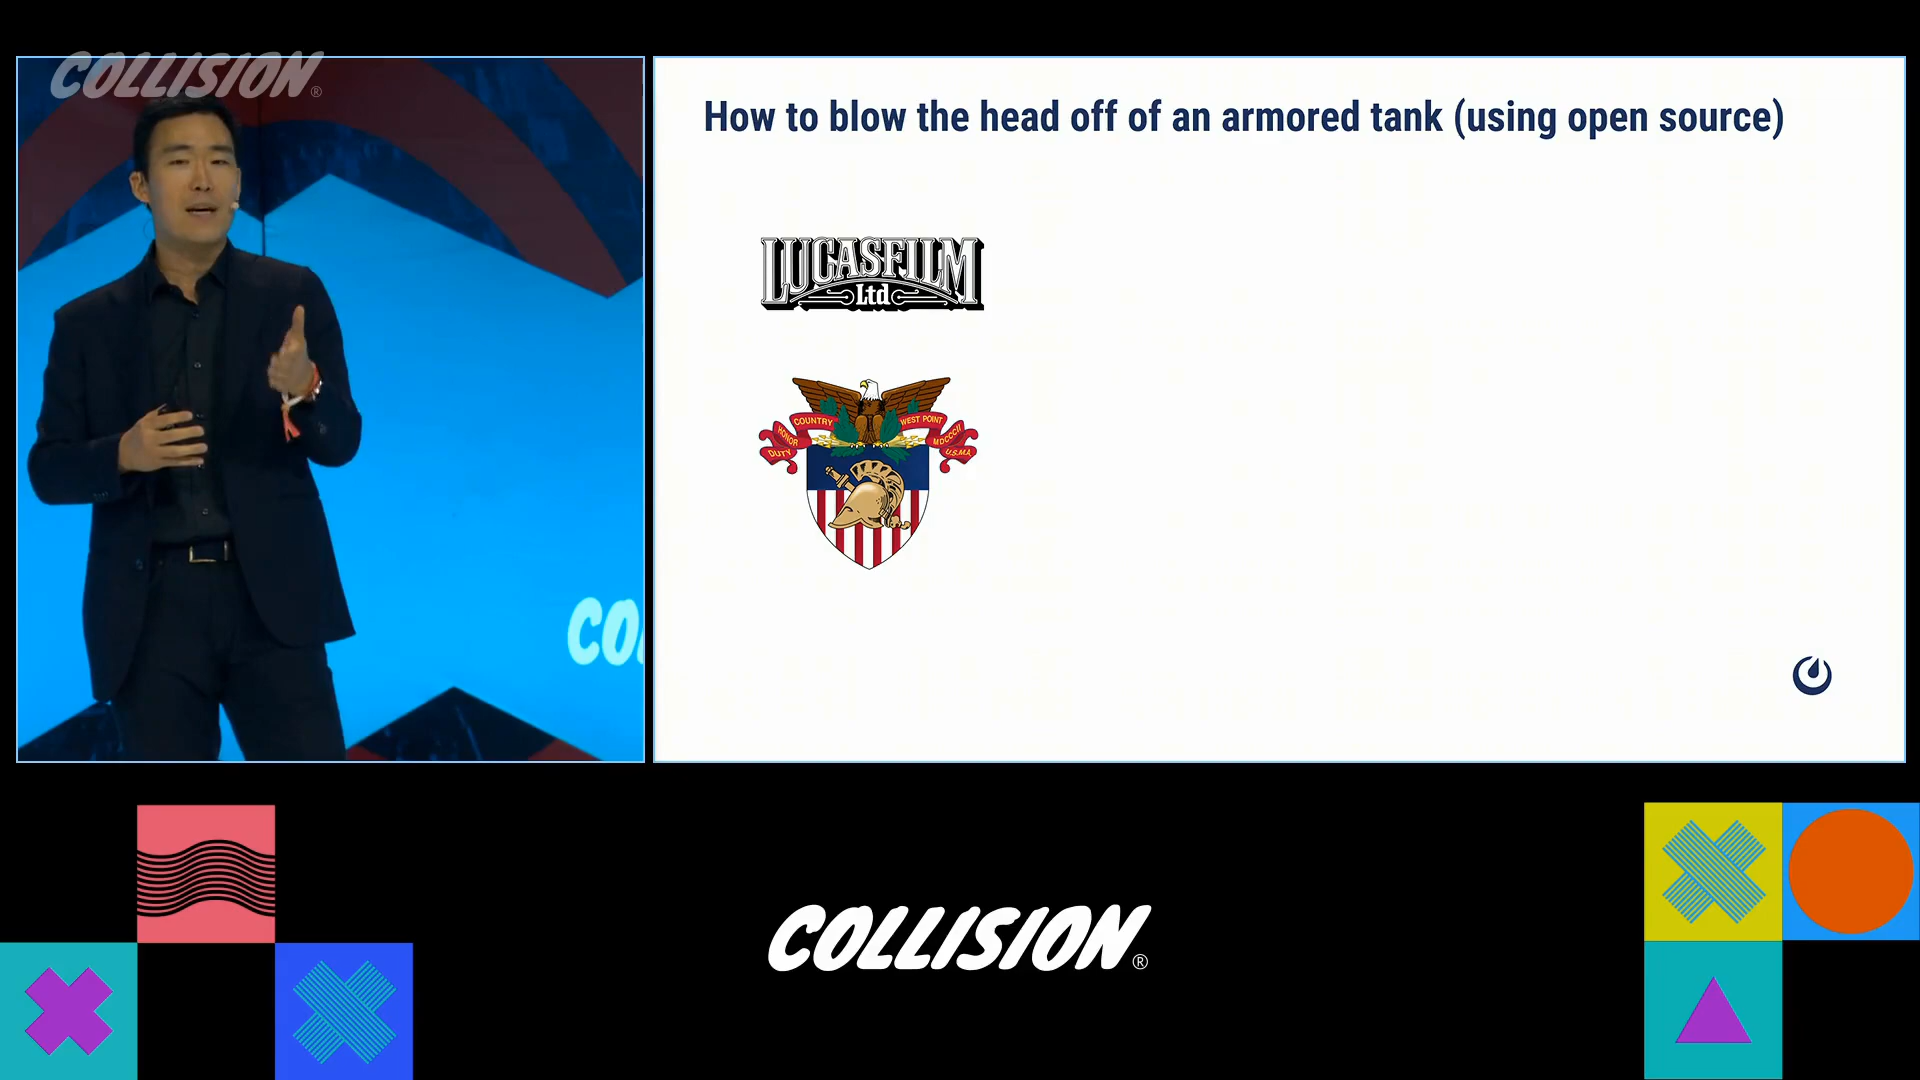 COLLISION®
How to blow the head off of an armored tank (using open source)
LUCASFILM
Ltd
DUTY HONOR COUNTRY WEST POINT MDCCCII U.S.M.A
CO
COLLISION®